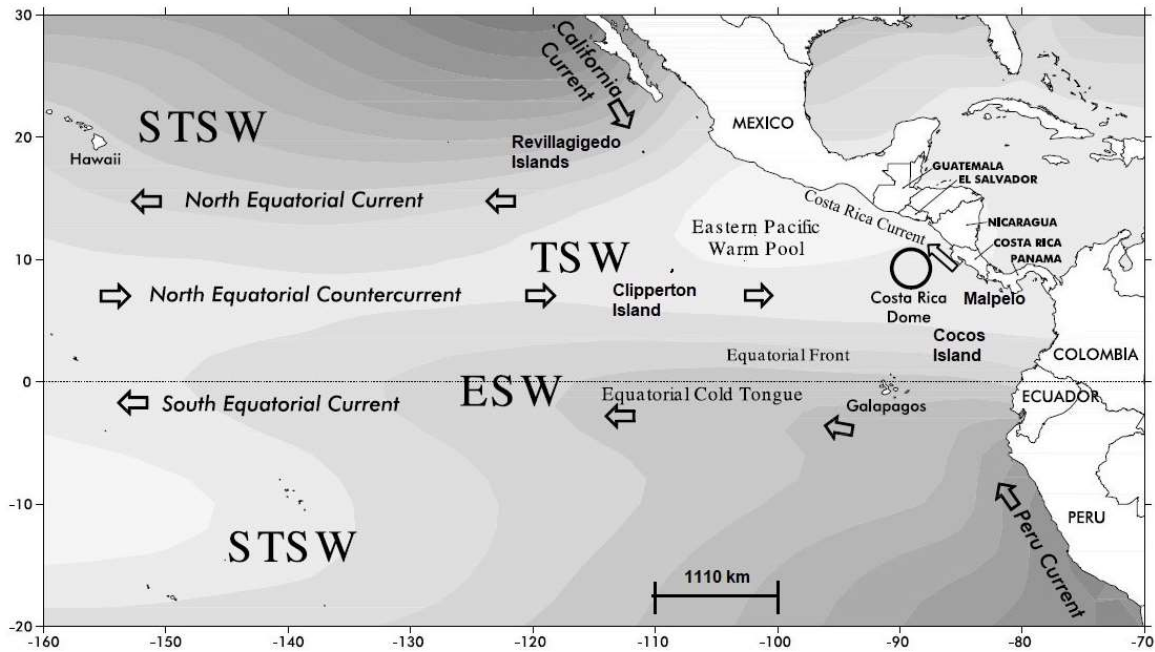 30
20
10
0
-10
-20
-160
-150
-140
-130
-120
-110
-100
-90
-80
-70
STSW
Hawaii
California
Current
Revillagigedo
Islands
MEXICO
GUATEMALA
EL SALVADOR
NICARAGUA
COSTA RICA
PANAMA
North Equatorial Current
Costa Rica Current
Eastern Pacific
Warm Pool
TSW
North Equatorial Countercurrent
Clipperton
Island
Costa Rica
Dome
Malpelo
Cocos
Island
COLOMBIA
Equatorial Front
ESW
South Equatorial Current
Equatorial Cold Tongue
Galapagos
ECUADOR
STSW
PERU
Peru Current
1110 km